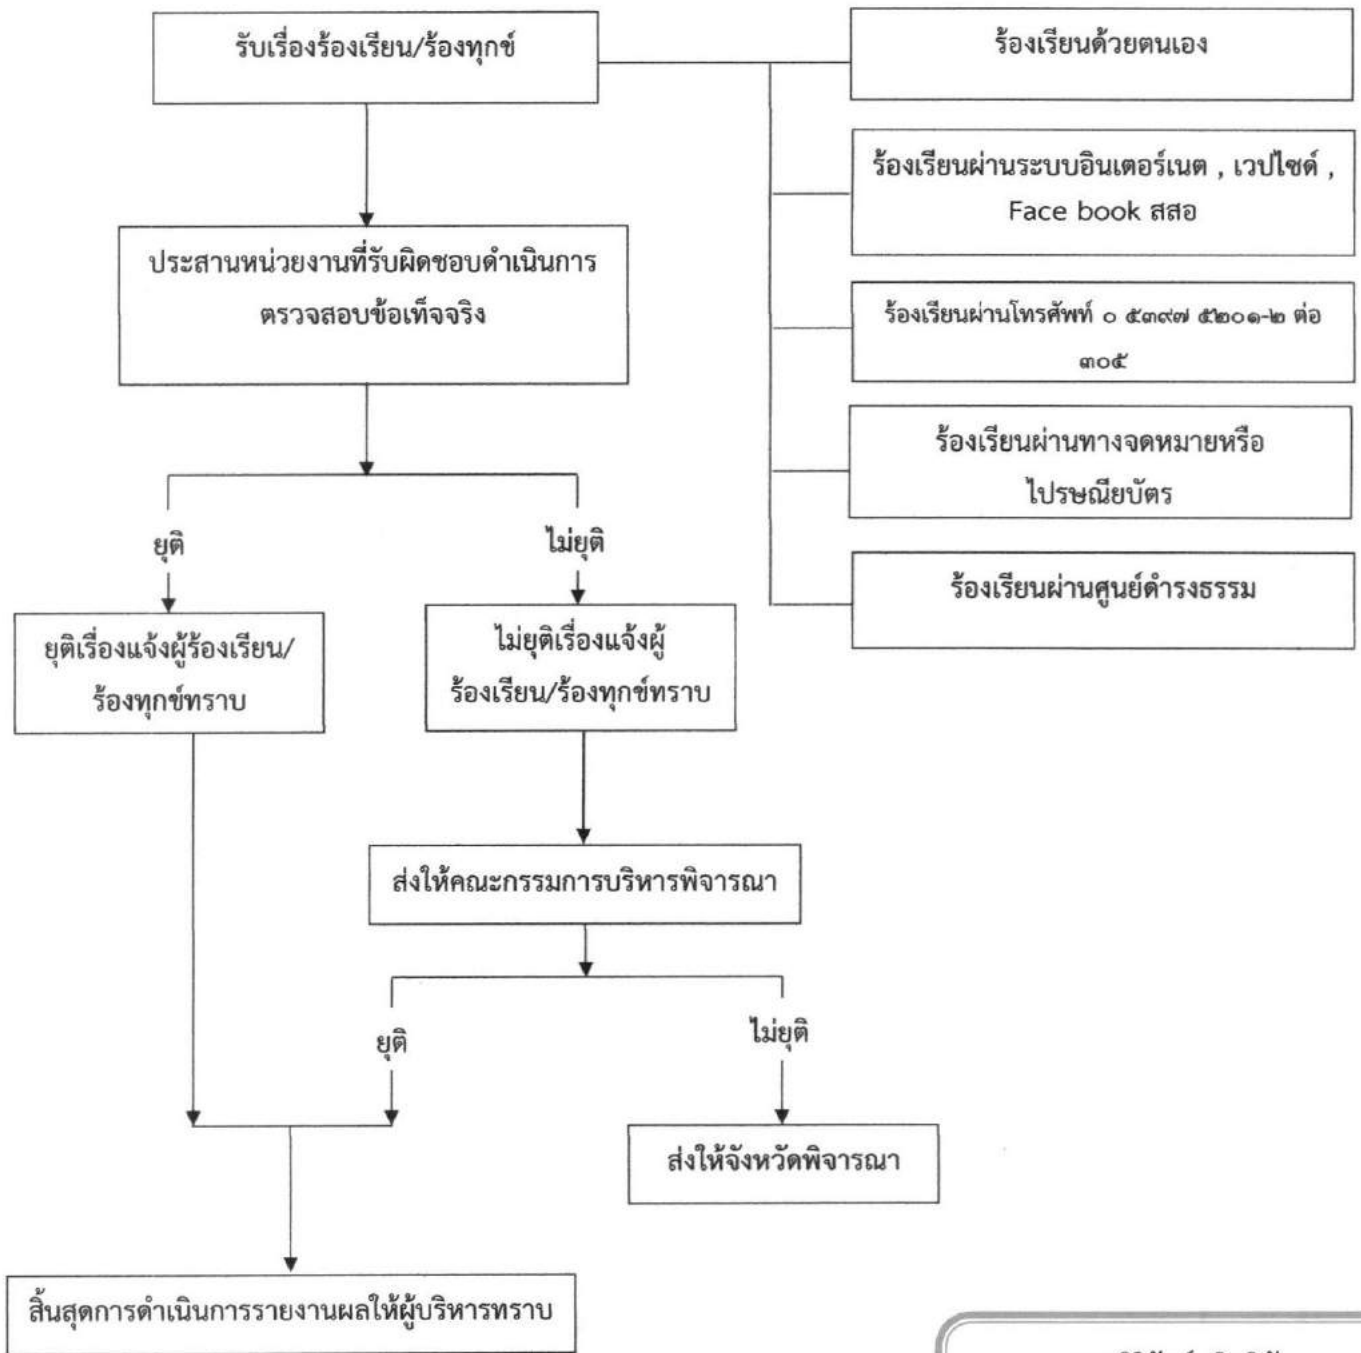 รับเรื่องร้องเรียน/ร้องทุกข์
ร้องเรียนด้วยตนเอง
ร้องเรียนผ่านระบบอินเตอร์เนต , เวปไซด์ ,
Face book สสอ
ประสานหน่วยงานที่รับผิดชอบดำเนินการ
ตรวจสอบข้อเท็จจริง
ร้องเรียนผ่านโทรศัพท์ ๐ ๕๓๙๗ ๕๒๐๑-๒ ต่อ
๓๐๕
ร้องเรียนผ่านทางจดหมายหรือ
ไปรษณียบัตร
ร้องเรียนผ่านศูนย์ดำรงธรรม
ยุติ
ไม่ยุติ
ยุติเรื่องแจ้งผู้ร้องเรียน/
ร้องทุกข์ทราบ
ไม่ยุติเรื่องแจ้งผู้
ร้องเรียน/ร้องทุกข์ทราบ
ส่งให้คณะกรรมการบริหารพิจารณา
ยุติ
ไม่ยุติ
ส่งให้จังหวัดพิจารณา
สิ้นสุดการดำเนินการรายงานผลให้ผู้บริหารทราบ